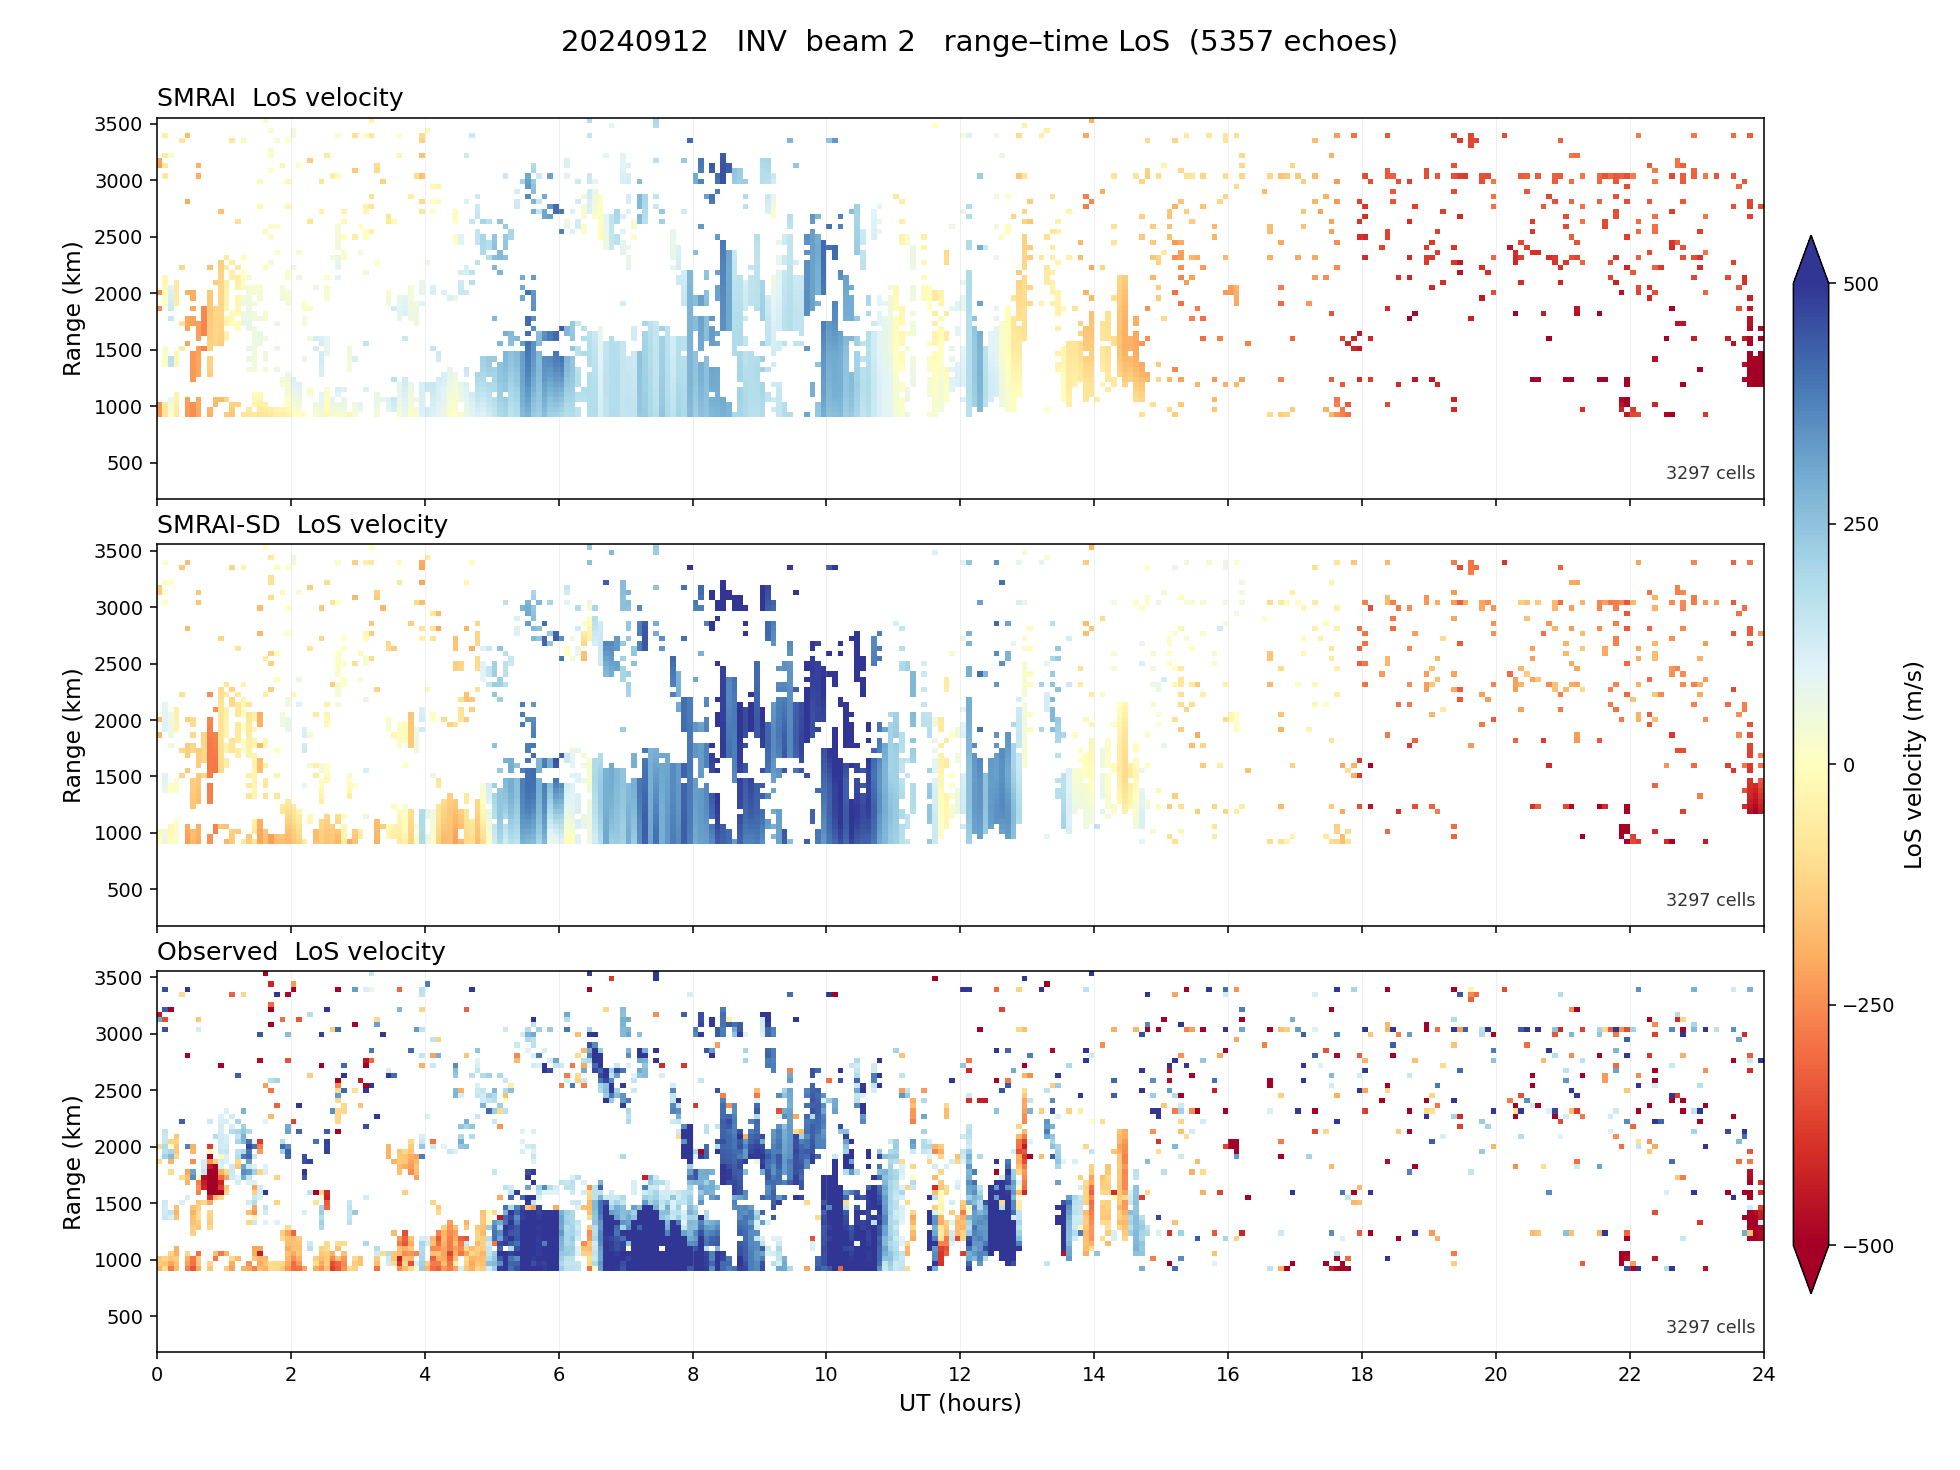 20240912   INV  beam 2   range–time LoS  (5357 echoes)
SMRAI  LoS velocity
3500
3000
2500
2000
1500
1000
500
Range (km)
3297 cells
SMRAI-SD  LoS velocity
3500
3000
2500
2000
1500
1000
500
Range (km)
3297 cells
Observed  LoS velocity
3500
3000
2500
2000
1500
1000
500
Range (km)
3297 cells
0 2 4 6 8 10 12 14 16 18 20 22 24
UT (hours)
500
250
0
−250
−500
LoS velocity (m/s)